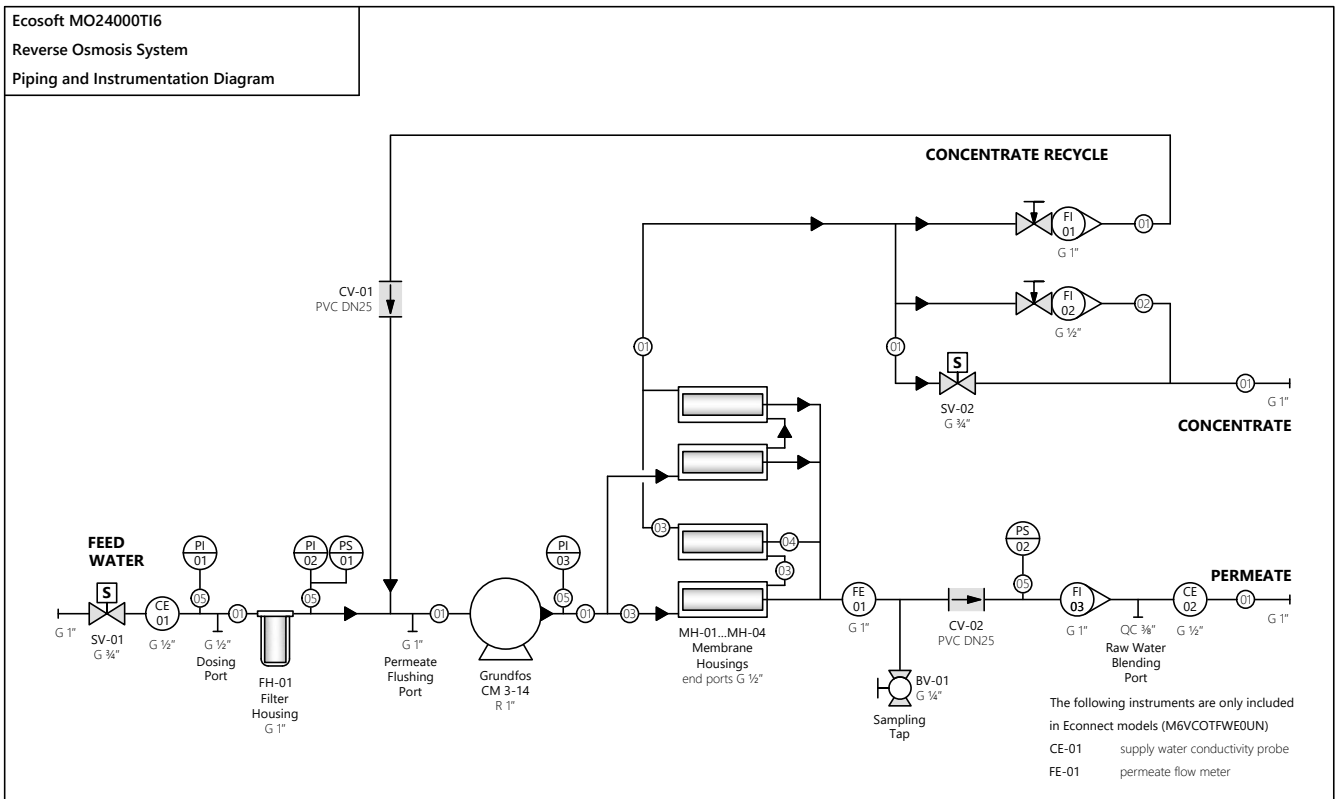 Ecosoft MO24000TI6
Reverse Osmosis System
Piping and Instrumentation Diagram
CONCENTRATE RECYCLE
FI
01
G 1"
01
CV-01
PVC DN25
FI
02
G ½"
02
01
01
S
SV-02
G ¾"
01
G 1"
CONCENTRATE
FEED
WATER
G 1"
S
SV-01
G ¾"
CE
01
G ½"
PI
01
05
G ½"
Dosing
Port
01
FH-01
Filter
Housing
G 1"
PI
02
PS
01
05
G 1"
Permeate
Flushing
Port
01
Grundfos
CM 3-14
R 1"
PI
03
05
01
03
03
04
03
MH-01...MH-04
Membrane
Housings
end ports G ½"
FE
01
G 1"
BV-01
G ¼"
Sampling
Tap
CV-02
PVC DN25
PS
02
05
FI
03
G 1"
QC ⅜"
Raw Water
Blending
Port
CE
02
G ½"
PERMEATE
01
G 1"
The following instruments are only included
in Econnect models (M6VCOTFWE0UN)
CE-01 supply water conductivity probe
FE-01 permeate flow meter